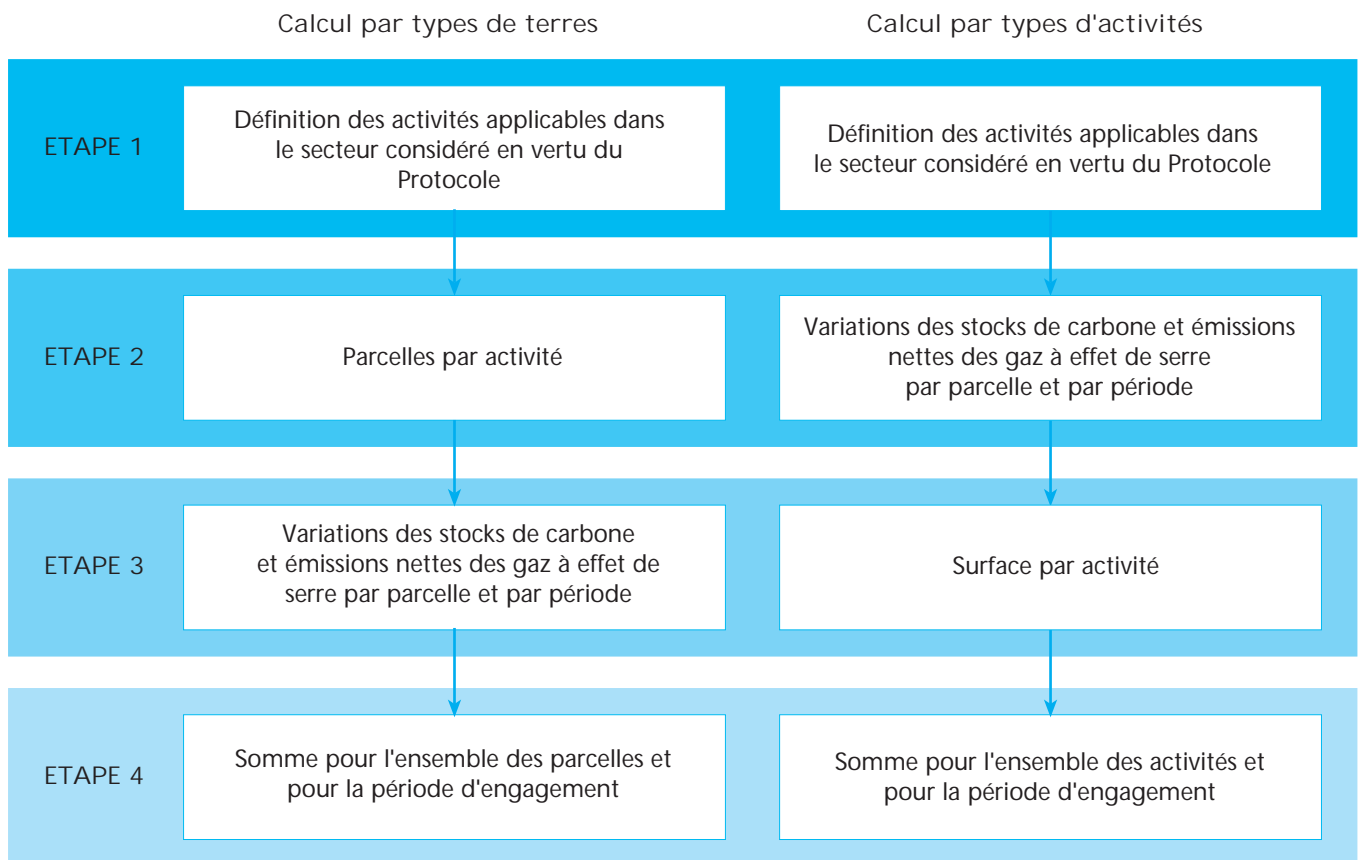 Calcul par types de terres
Calcul par types d'activités
ETAPE 1
Définition des activités applicables dans
le secteur considéré en vertu du
Protocole
Définition des activités applicables dans
le secteur considéré en vertu du Protocole
ETAPE 2
Parcelles par activité
Variations des stocks de carbone et émissions
nettes des gaz à effet de serre
par parcelle et par période
ETAPE 3
Variations des stocks de carbone
et émissions nettes des gaz à effet de
serre par parcelle et par période
Surface par activité
ETAPE 4
Somme pour l'ensemble des parcelles et
pour la période d'engagement
Somme pour l'ensemble des activités et
pour la période d'engagement